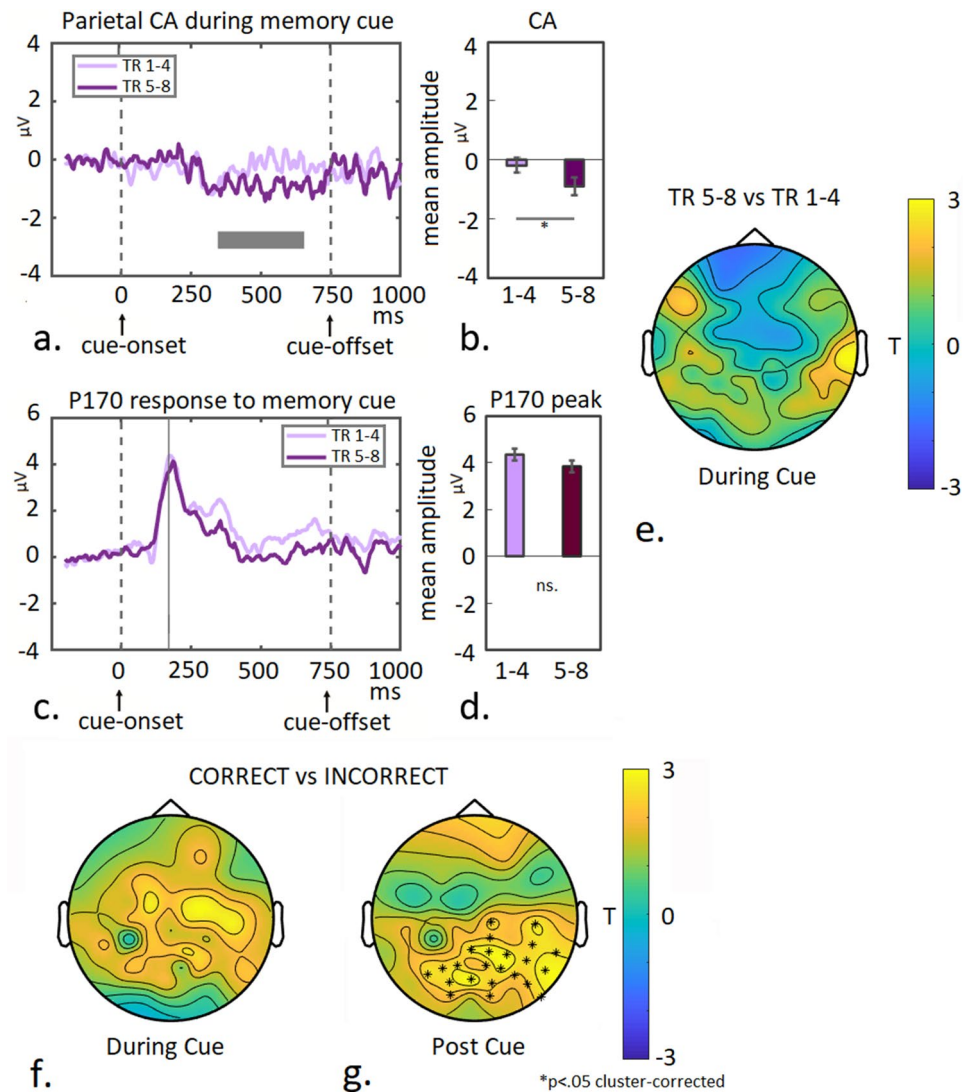 Parietal CA during memory cue
4
2
0
-2
-4
μV
TR 1-4
TR 5-8
0 250 500 750 1000
ms
a.
cue-onset
cue-offset
CA
mean amplitude
μV
4
2
0
-2
-4
*
1-4 5-8
b.
TR 5-8 vs TR 1-4
During Cue
T
3
0
-3
e.
P170 response to memory cue
6
4
2
0
-2
-4
μV
TR 1-4
TR 5-8
0 250 500 750 1000
ms
c.
cue-onset
cue-offset
P170 peak
mean amplitude
μV
6
4
2
0
-2
-4
ns.
1-4 5-8
d.
CORRECT vs INCORRECT
During Cue
f.
Post Cue
g.
T
3
0
-3
*p<.05 cluster-corrected